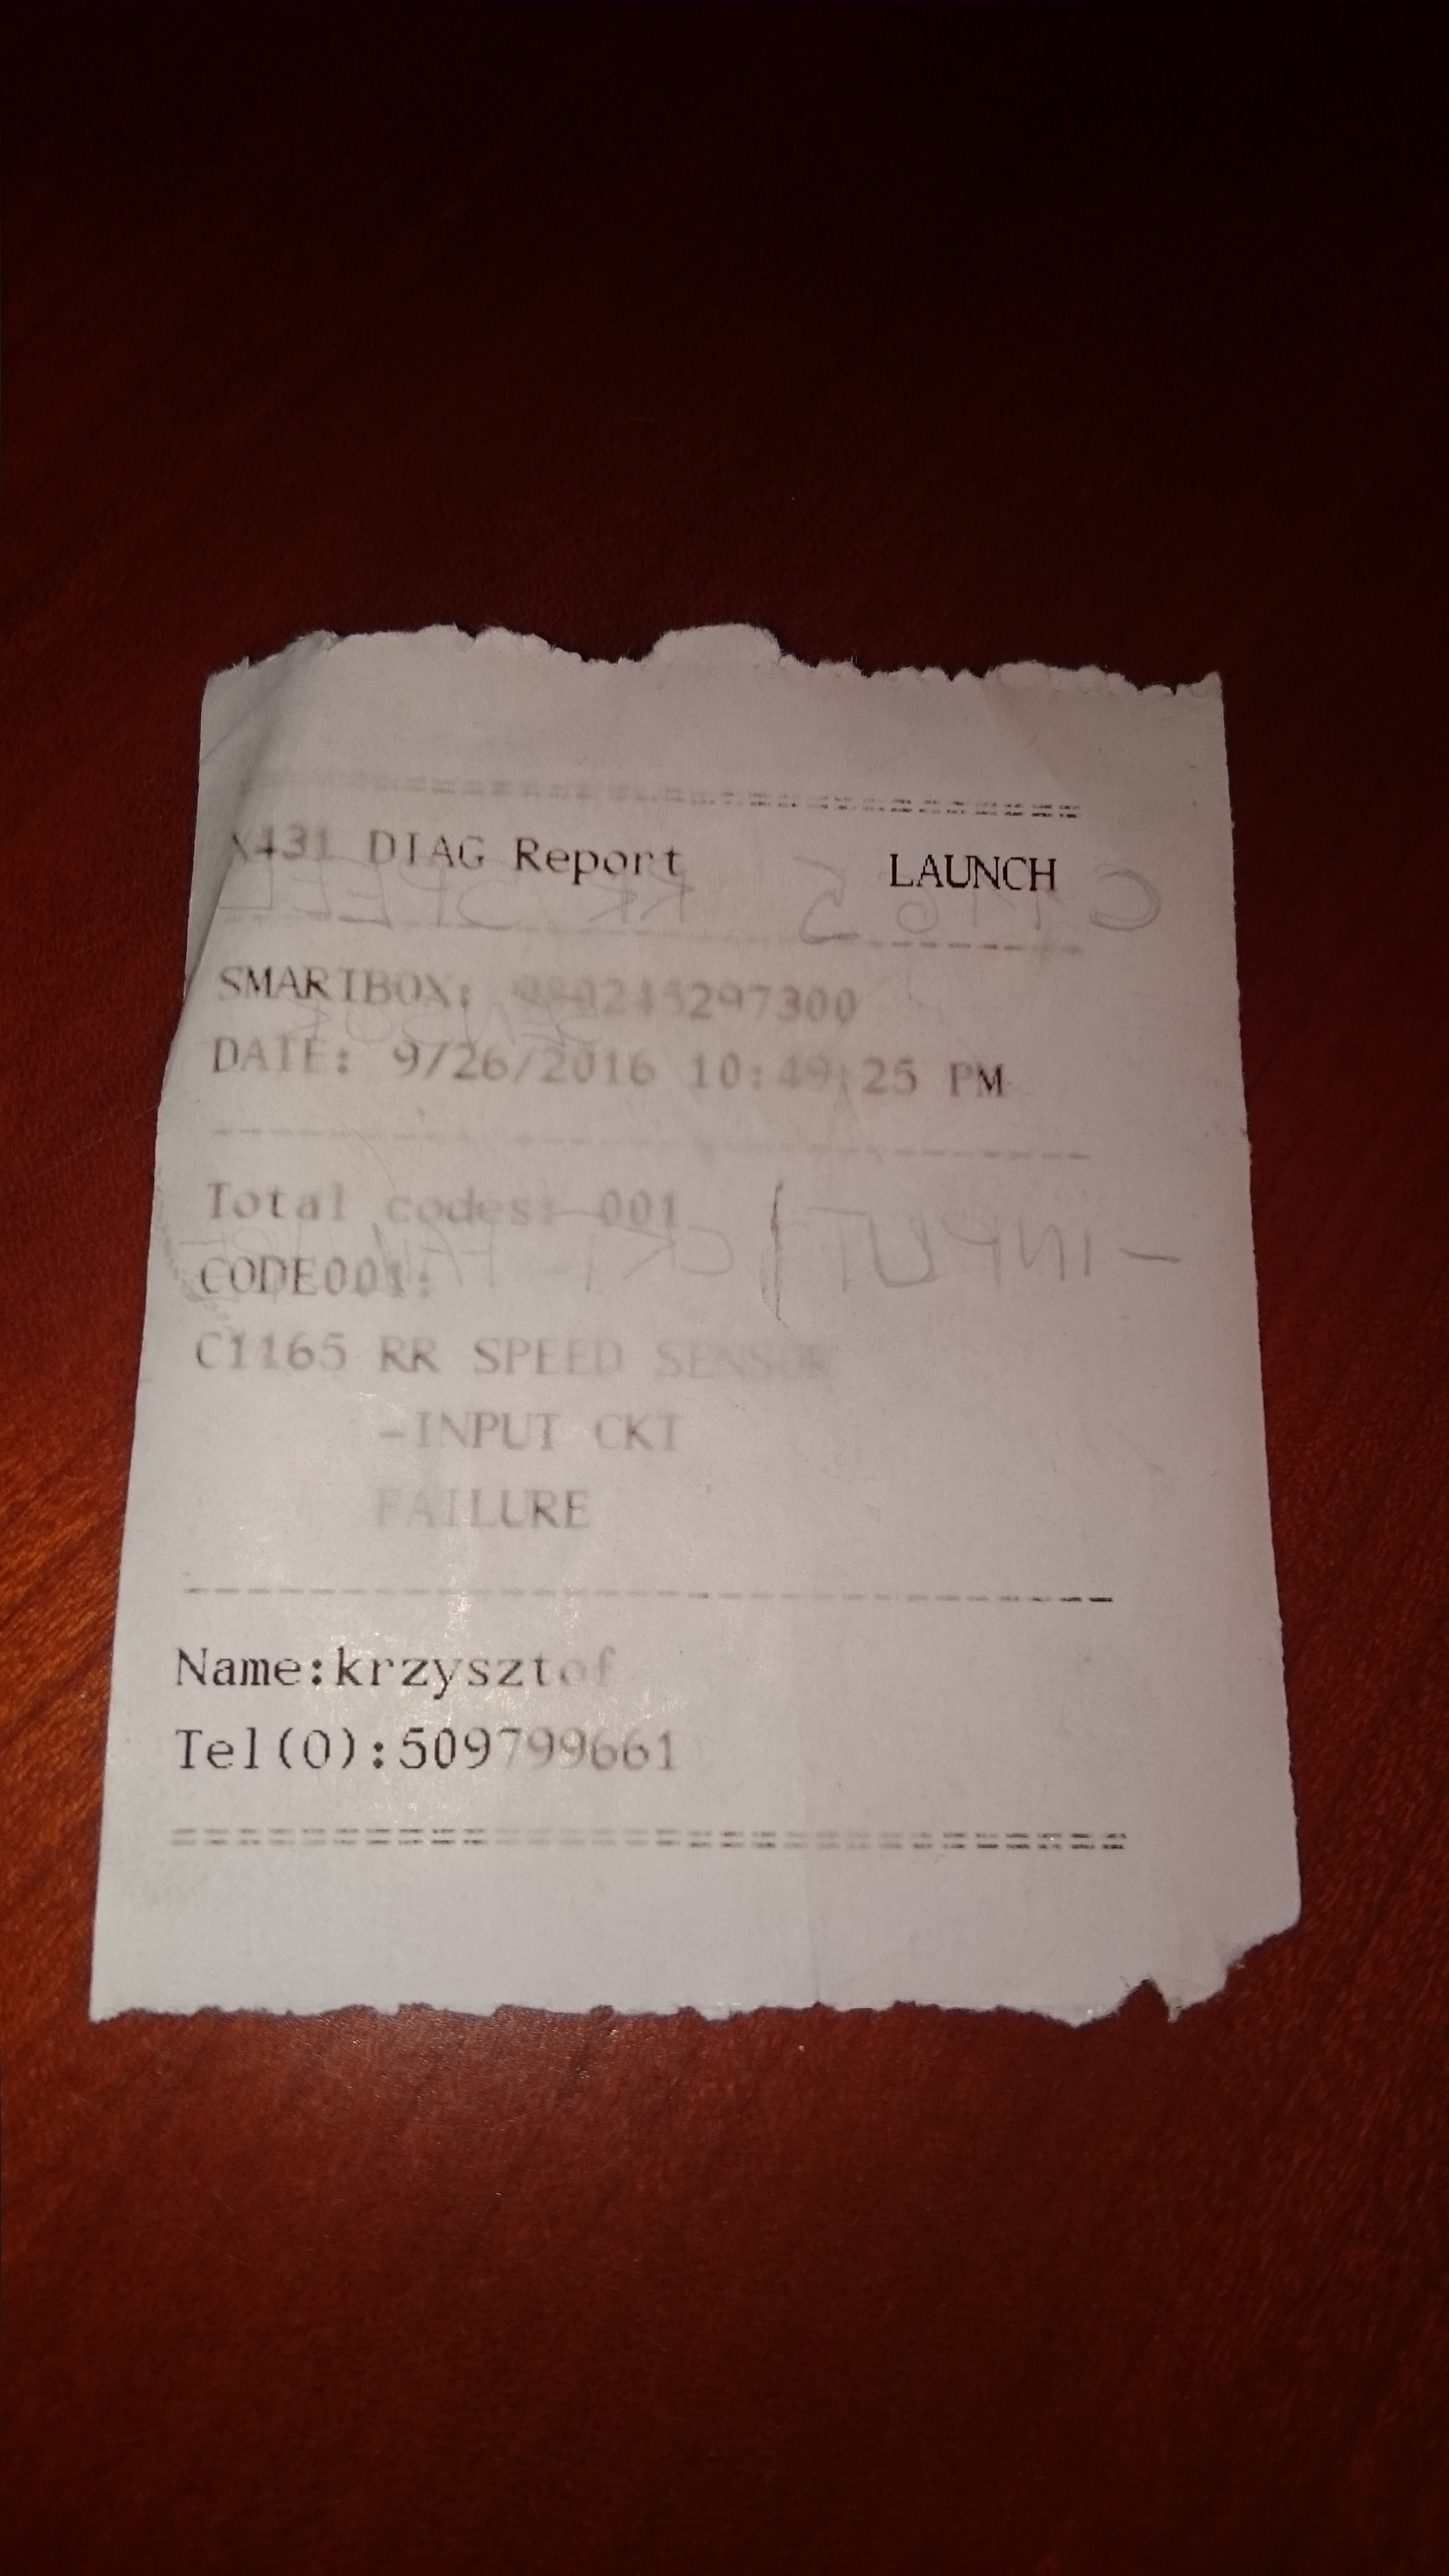 X431 DIAG Report LAUNCH
SMARTBOX: 980245297300
DATE: 9/26/2016 10:49:25 PM
Total codes: 001
CODE001:
C1165 RR SPEED SENSOR
-INPUT CKT
FAILURE
Name:krzysztof
Tel(O):509799661